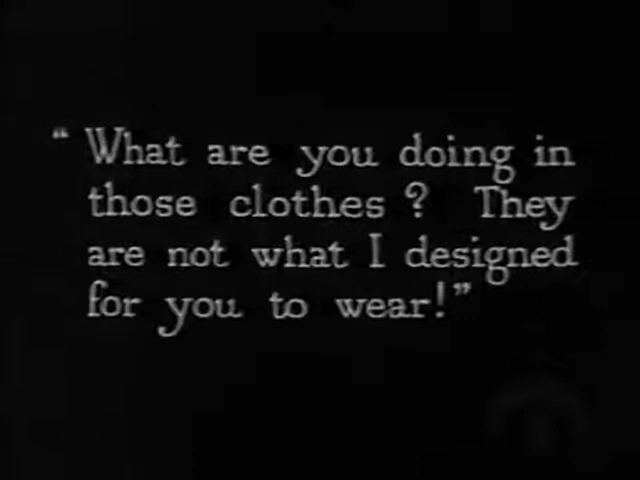 “ What are you doing in
those clothes ? They
are not what I designed
for you to wear!”